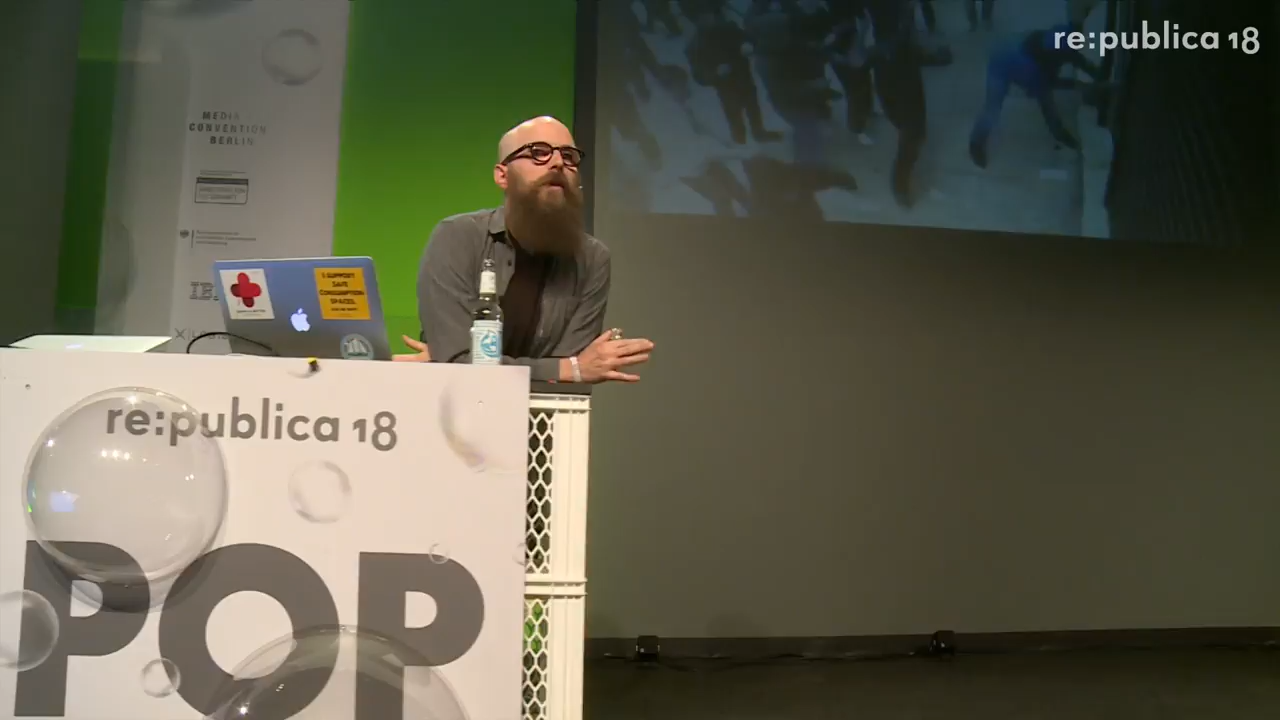 re:publica 18
MEDIA
CONVENTION
BERLIN
I SUPPORT
SAFE
CONSUMPTION
SPACES.
re:publica 18
POP